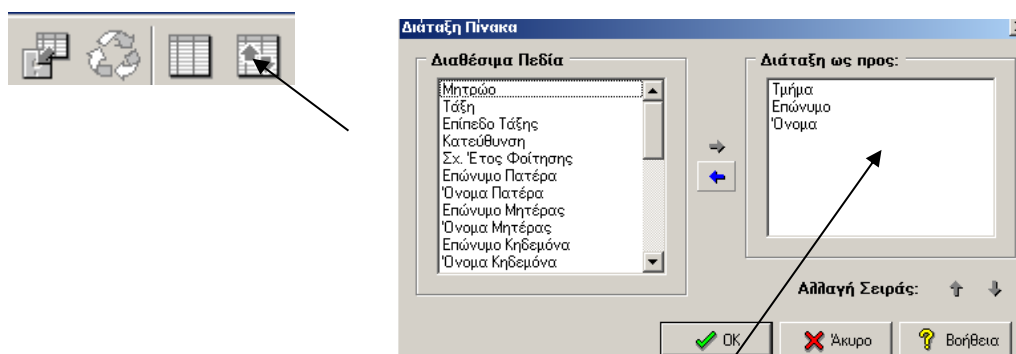 Διάταξη Πίνακα
Διαθέσιμα Πεδία
Μητρώο
Τάξη
Επίπεδο Τάξης
Κατεύθυνση
Σχ. Έτος Φοίτησης
Επώνυμο Πατέρα
Όνομα Πατέρα
Επώνυμο Μητέρας
Όνομα Μητέρας
Επώνυμο Κηδεμόνα
Όνομα Κηδεμόνα
Διάταξη ως προς:
Τμήμα
Επώνυμο
Όνομα
Αλλαγή Σειράς:
OK
Άκυρο
Βοήθεια